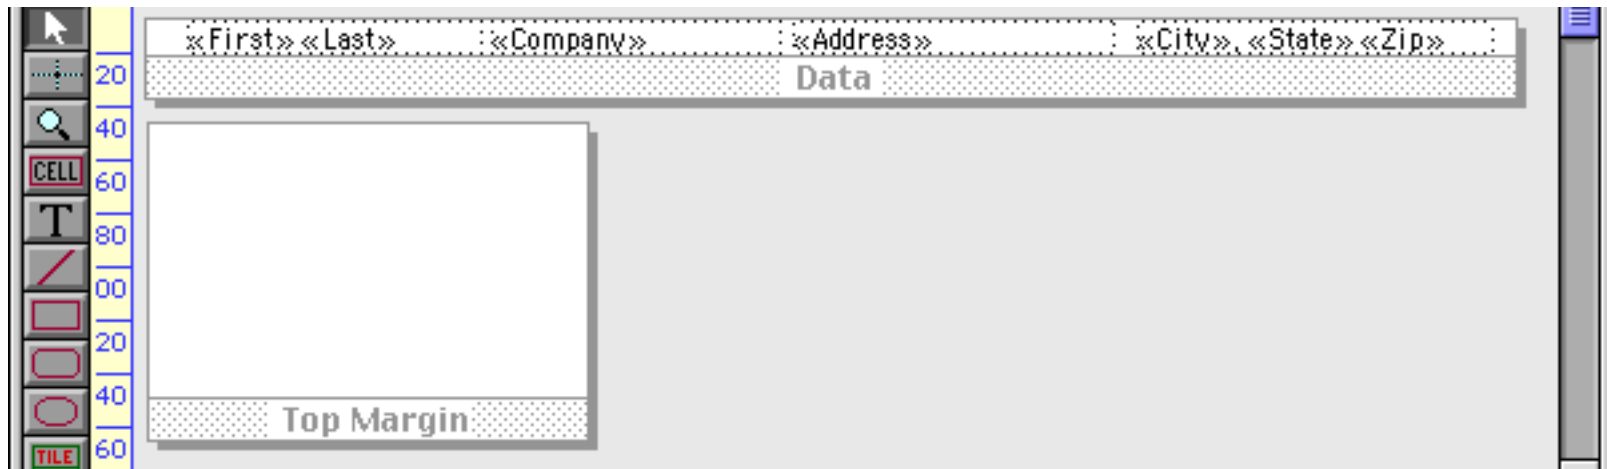 «First» «Last» «Company» «Address» «City», «State» «Zip»
20
Data
40
CELL
60
T
80
00
20
40
Top Margin
TILE
60